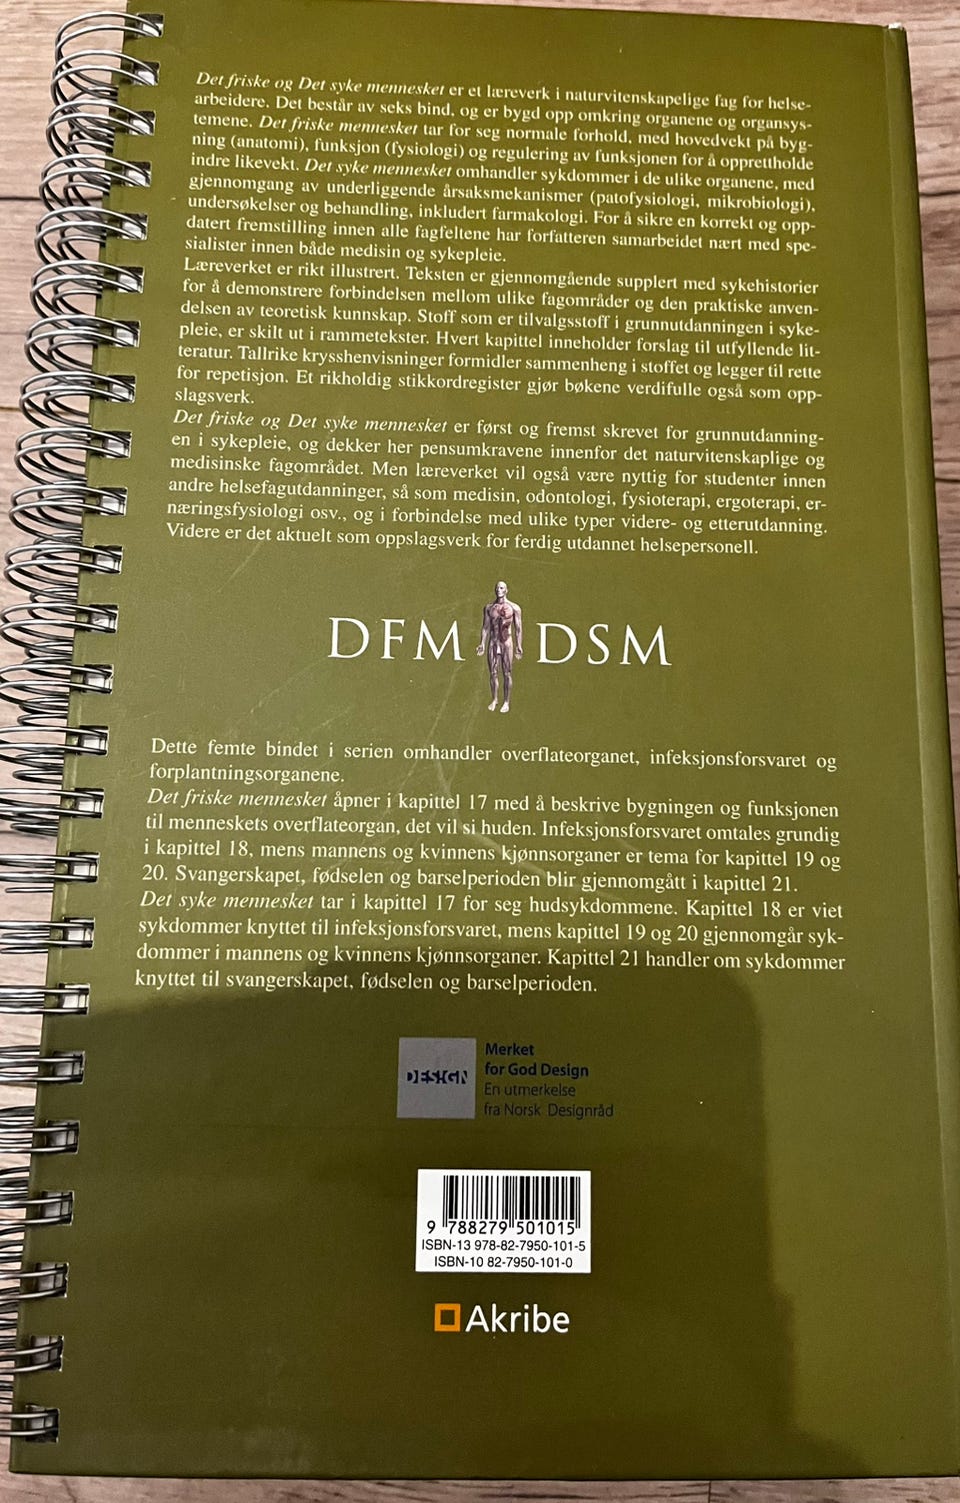 Det friske og Det syke mennesket er et læreverk i naturvitenskapelige fag for helse-
arbeidere. Det består av seks bind, og er bygd opp omkring organene og organsys-
temene. Det friske mennesket tar for seg normale forhold, med hovedvekt på byg-
ning (anatomi), funksjon (fysiologi) og regulering av funksjonen for å opprettholde
indre likevekt. Det syke mennesket omhandler sykdommer i de ulike organene, med
gjennomgang av underliggende årsaksmekanismer (patofysiologi, mikrobiologi),
undersøkelser og behandling, inkludert farmakologi. For å sikre en korrekt og opp-
datert fremstilling innen alle fagfeltene har forfatteren samarbeidet nært med spe-
sialister innen både medisin og sykepleie.
Læreverket er rikt illustrert. Teksten er gjennomgående supplert med sykehistorier
for å demonstrere forbindelsen mellom ulike fagområder og den praktiske anven-
delsen av teoretisk kunnskap. Stoff som er tilvalgsstoff i grunnutdanningen i syke-
pleie, er skilt ut i rammetekster. Hvert kapittel inneholder forslag til utfyllende lit-
teratur. Tallrike krysshenvisninger formidler sammenheng i stoffet og legger til rette
for repetisjon. Et rikholdig stikkordregister gjør bøkene verdifulle også som opp-
slagsverk.
Det friske og Det syke mennesket er først og fremst skrevet for grunnutdanning-
en i sykepleie, og dekker her pensumkravene innenfor det naturvitenskaplige og
medisinske fagområdet. Men læreverket vil også være nyttig for studenter innen
andre helsefagutdanninger, så som medisin, odontologi, fysioterapi, ergoterapi, er-
næringsfysiologi osv., og i forbindelse med ulike typer videre- og etterutdanning.
Videre er det aktuelt som oppslagsverk for ferdig utdannet helsepersonell.
DFM DSM
Dette femte bindet i serien omhandler overflateorganet, infeksjonsforsvaret og
forplantningsorganene.
Det friske mennesket åpner i kapittel 17 med å beskrive bygningen og funksjonen
til menneskets overflateorgan, det vil si huden. Infeksjonsforsvaret omtales grundig
i kapittel 18, mens mannens og kvinnens kjønnsorganer er tema for kapittel 19 og
20. Svangerskapet, fødselen og barselperioden blir gjennomgått i kapittel 21.
Det syke mennesket tar i kapittel 17 for seg hudsykdommene. Kapittel 18 er viet
sykdommer knyttet til infeksjonsforsvaret, mens kapittel 19 og 20 gjennomgår syk-
dommer i mannens og kvinnens kjønnsorganer. Kapittel 21 handler om sykdommer
knyttet til svangerskapet, fødselen og barselperioden.
DESIGN
Merket
for God Design
En utmerkelse
fra Norsk Designråd
9 788279 501015
ISBN-13 978-82-7950-101-5
ISBN-10 82-7950-101-0
Akribe